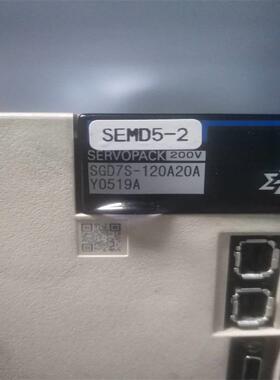 SEMD5-2
SERVOPACK 200V
SGD7S-120A20A
Y0519A